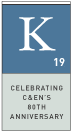 K
19
CELEBRATING
C&EN'S
80TH
ANNIVERSARY